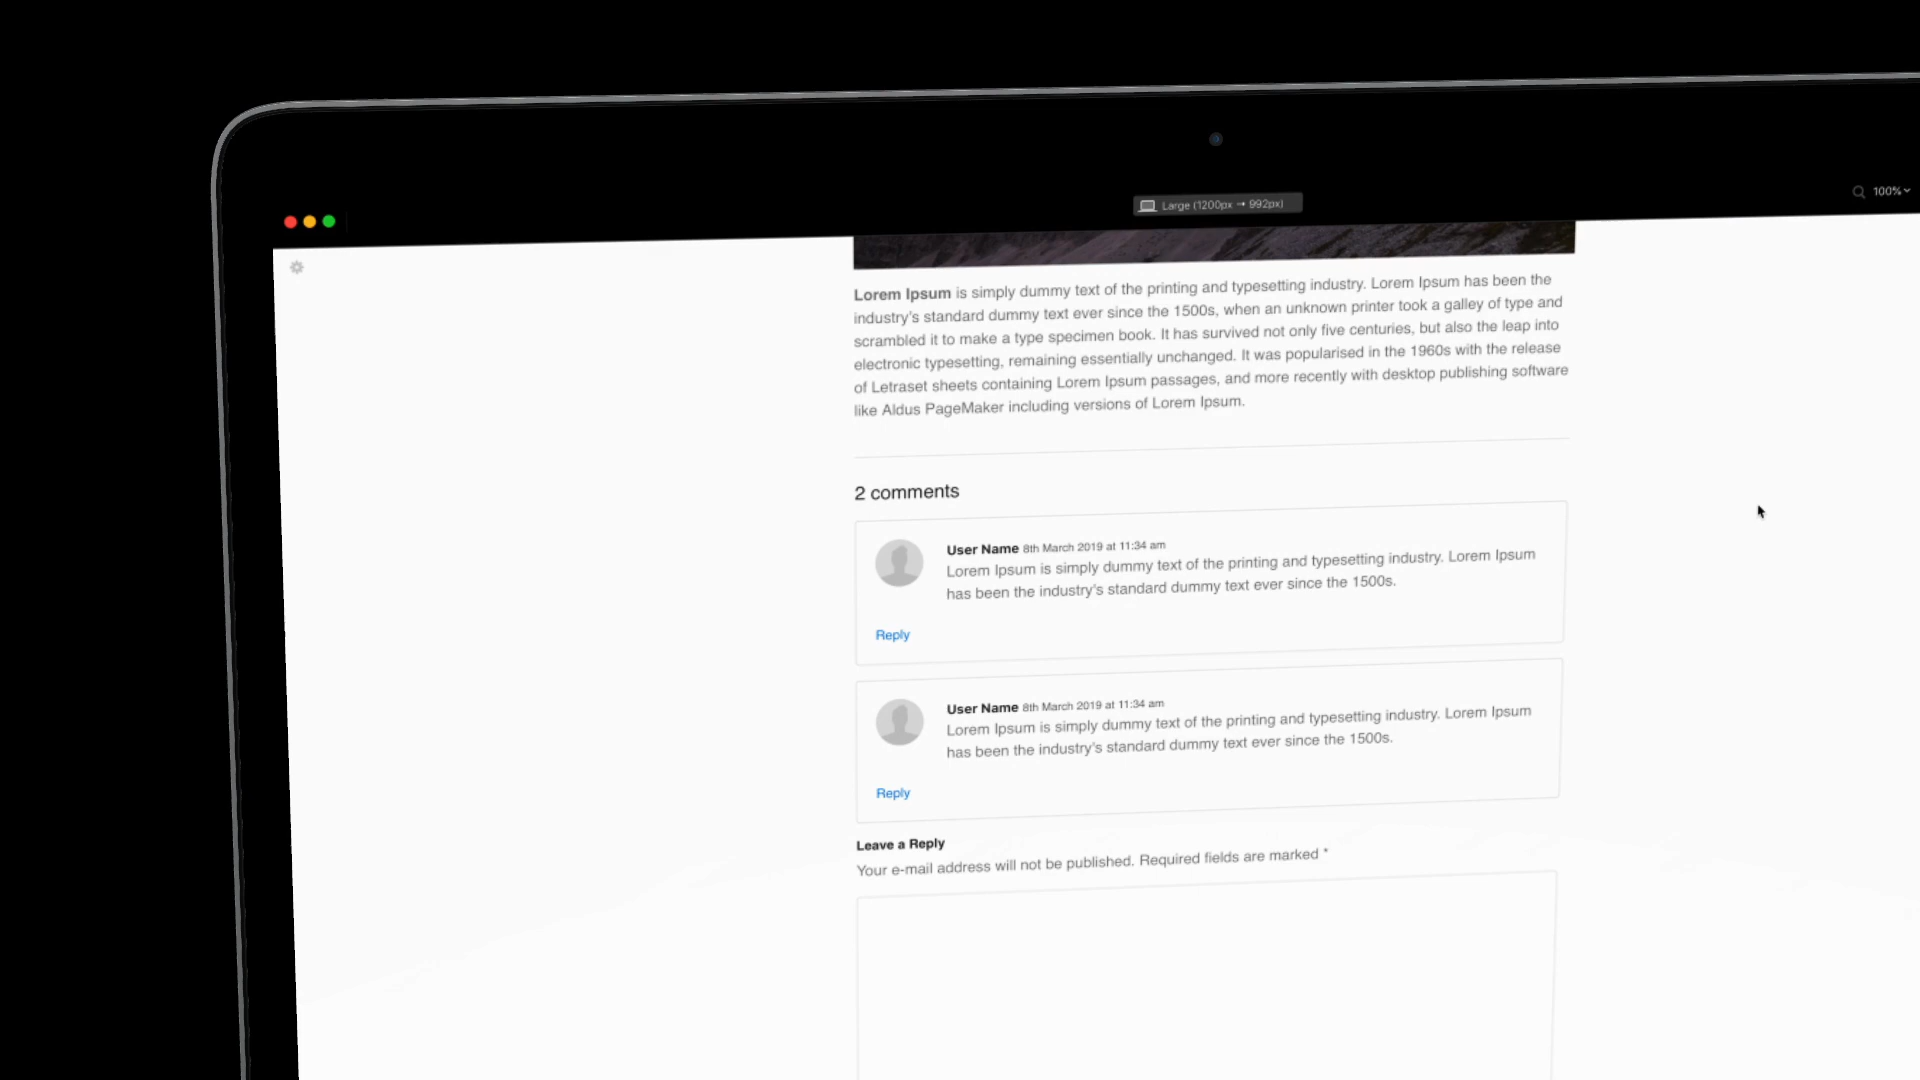 Large (1200px → 992px)
100%
Lorem Ipsum is simply dummy text of the printing and typesetting industry. Lorem Ipsum has been the
industry's standard dummy text ever since the 1500s, when an unknown printer took a galley of type and
scrambled it to make a type specimen book. It has survived not only five centuries, but also the leap into
electronic typesetting, remaining essentially unchanged. It was popularised in the 1960s with the release
of Letraset sheets containing Lorem Ipsum passages, and more recently with desktop publishing software
like Aldus PageMaker including versions of Lorem Ipsum.
2 comments
User Name 8th March 2019 at 11:34 am
Lorem Ipsum is simply dummy text of the printing and typesetting industry. Lorem Ipsum
has been the industry's standard dummy text ever since the 1500s.
Reply
User Name 8th March 2019 at 11:34 am
Lorem Ipsum is simply dummy text of the printing and typesetting industry. Lorem Ipsum
has been the industry's standard dummy text ever since the 1500s.
Reply
Leave a Reply
Your e-mail address will not be published. Required fields are marked *